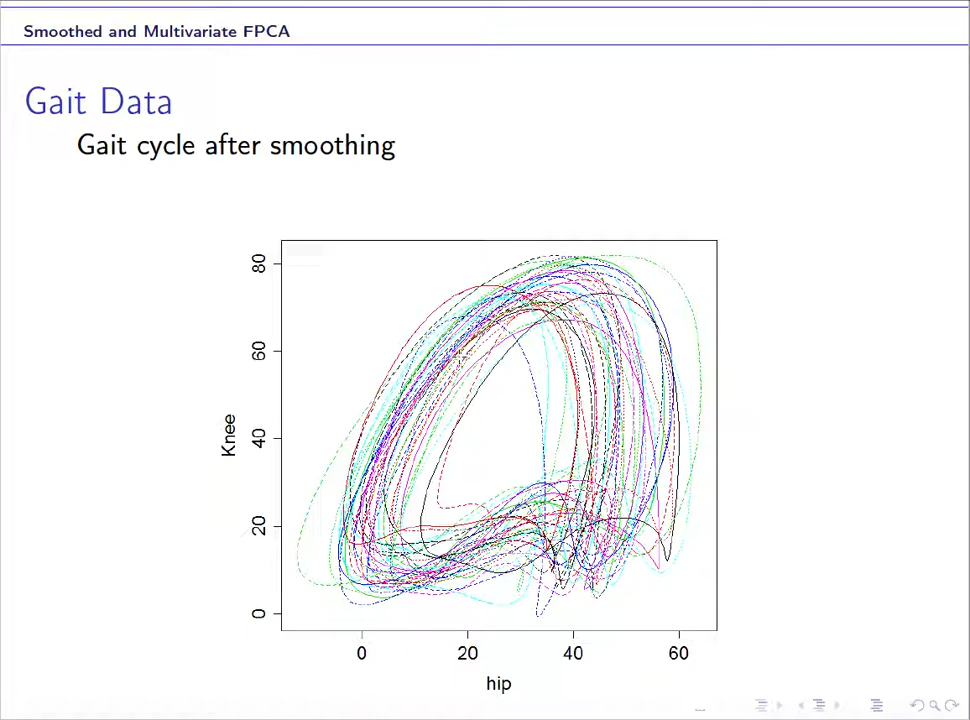 Smoothed and Multivariate FPCA
Gait Data
Gait cycle after smoothing
80
60
40
20
0
Knee
0 20 40 60
hip